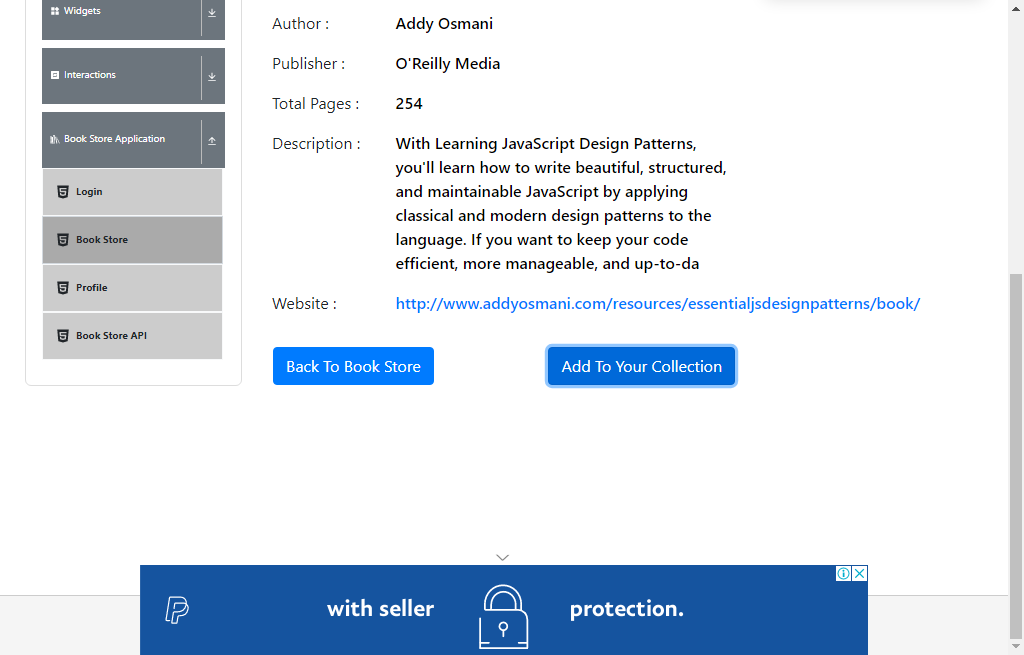 Widgets
Interactions
Book Store Application
Login
Book Store
Profile
Book Store API
Author : Addy Osmani
Publisher : O'Reilly Media
Total Pages : 254
Description : With Learning JavaScript Design Patterns,
you'll learn how to write beautiful, structured,
and maintainable JavaScript by applying
classical and modern design patterns to the
language. If you want to keep your code
efficient, more manageable, and up-to-da
Website : http://www.addyosmani.com/resources/essentialjsdesignpatterns/book/
Back To Book Store Add To Your Collection
with seller protection.